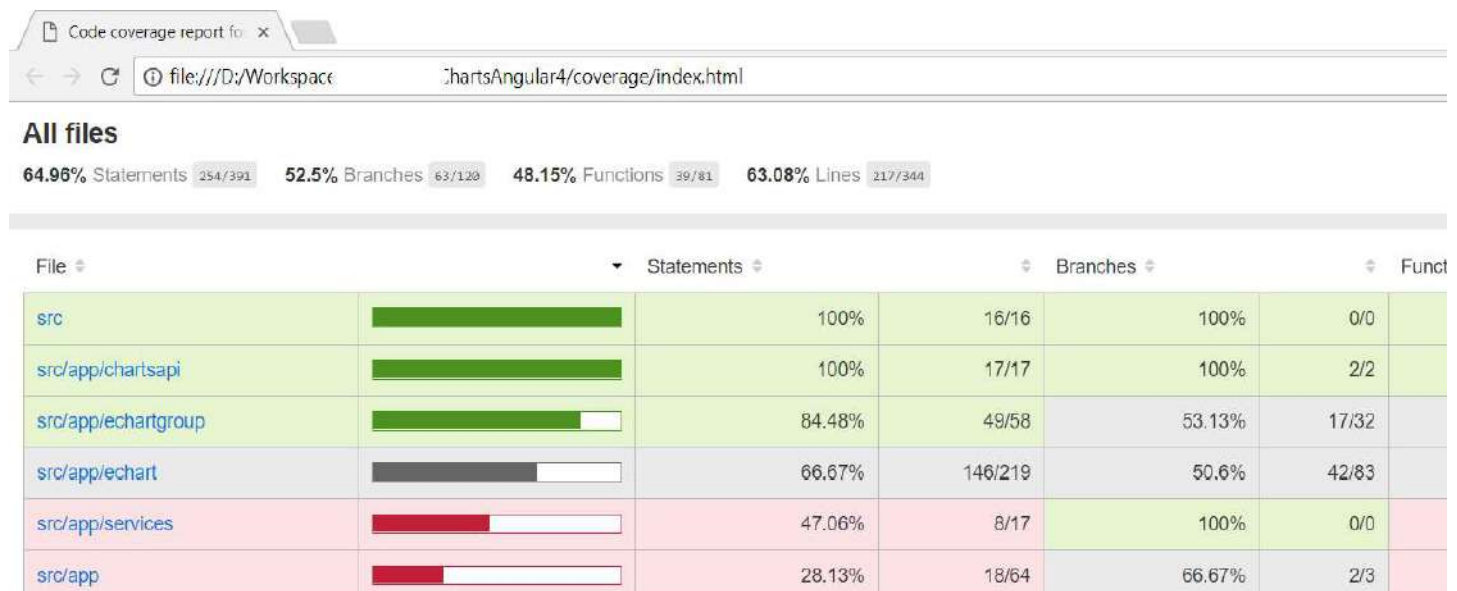 Code coverage report fo
file:///D:/Workspace hartsAngular4/coverage/index.html
All files
64.96% Statements 254/391 52.5% Branches 63/120 48.15% Functions 39/81 63.08% Lines 217/344
File Statements Branches Funct
src 100% 16/16 100% 0/0
src/app/chartsapi 100% 17/17 100% 2/2
src/app/echartgroup 84.48% 49/58 53.13% 17/32
src/app/echart 66.67% 146/219 50.6% 42/83
src/app/services 47.06% 8/17 100% 0/0
src/app 28.13% 18/64 66.67% 2/3